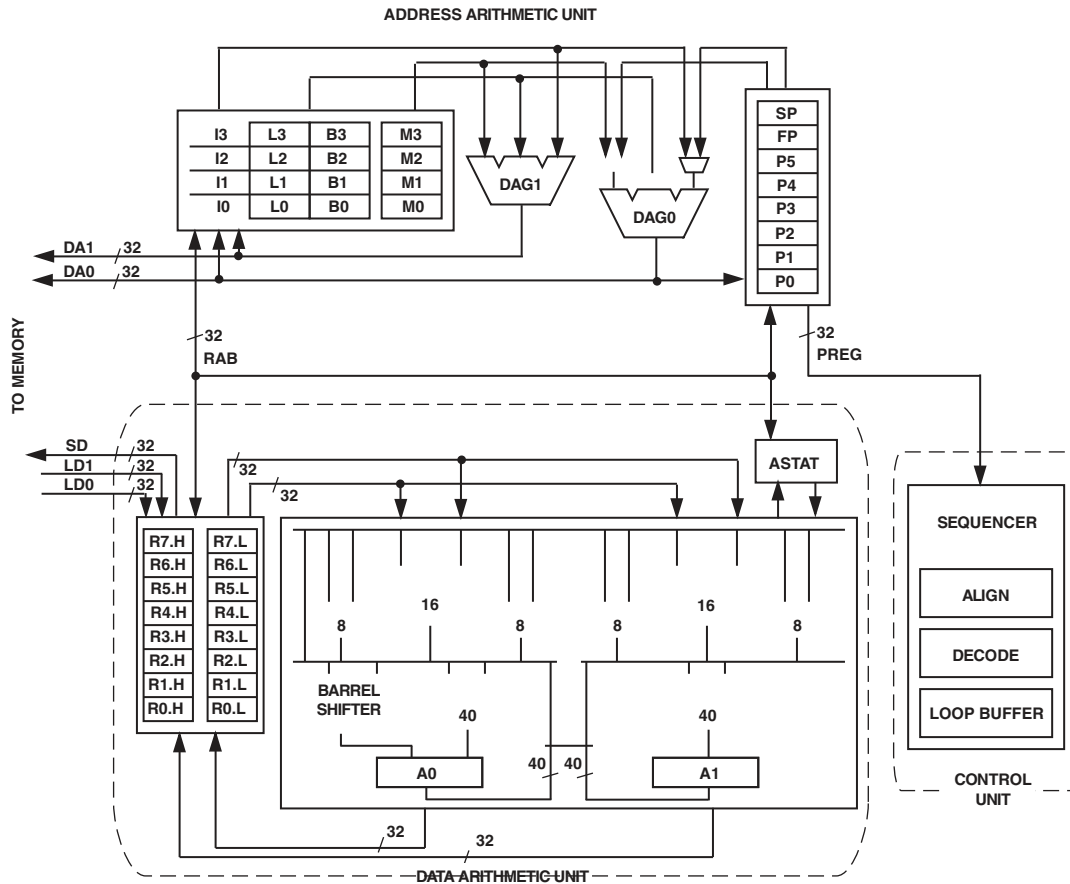 ADDRESS ARITHMETIC UNIT
I3 L3 B3 M3
I2 L2 B2 M2
I1 L1 B1 M1
I0 L0 B0 M0
DAG1
DAG0
SP
FP
P5
P4
P3
P2
P1
P0
DA1 32
DA0 32
32
RAB
32
PREG
TO MEMORY
SD 32
LD1 32
LD0 32
32
32
ASTAT
R7.H R7.L
R6.H R6.L
R5.H R5.L
R4.H R4.L
R3.H R3.L
R2.H R2.L
R1.H R1.L
R0.H R0.L
16 16
8 8 8 8
BARREL
SHIFTER
40 40
A0 40 40 A1
32
32
DATA ARITHMETIC UNIT
SEQUENCER
ALIGN
DECODE
LOOP BUFFER
CONTROL
UNIT